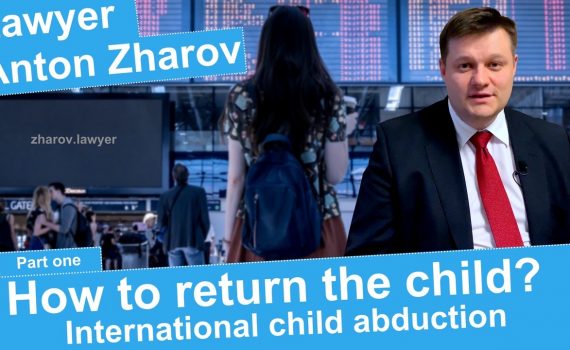 Lawyer
Anton Zharov
zharov.lawyer
Part one
How to return the child?
International child abduction